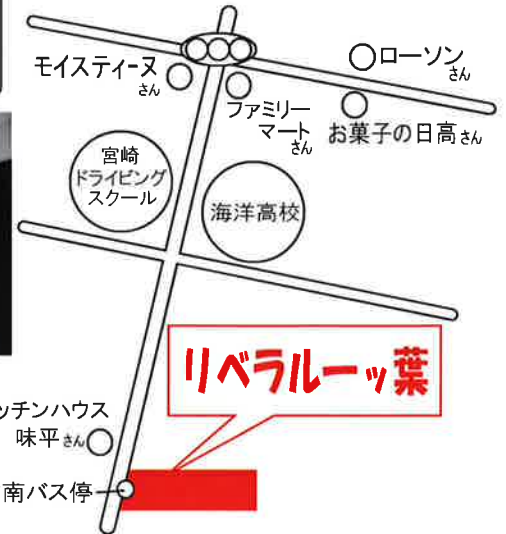 モイスティーヌ
さん
ローソン
さん
ファミリー
マート
さん
お菓子の日高さん
宮崎
ドライビング
スクール
海洋高校
リベラルーッ葉
ッチンハウス
味平さん
南バス停